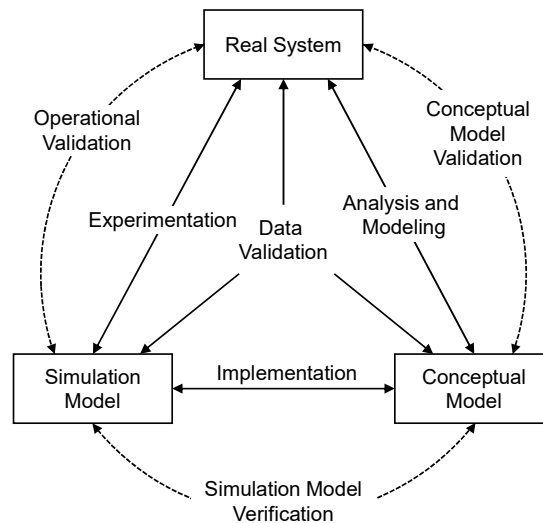 Real System
Operational
Validation
Conceptual
Model
Validation
Experimentation
Data
Validation
Analysis and
Modeling
Simulation
Model
Implementation
Conceptual
Model
Simulation Model
Verification